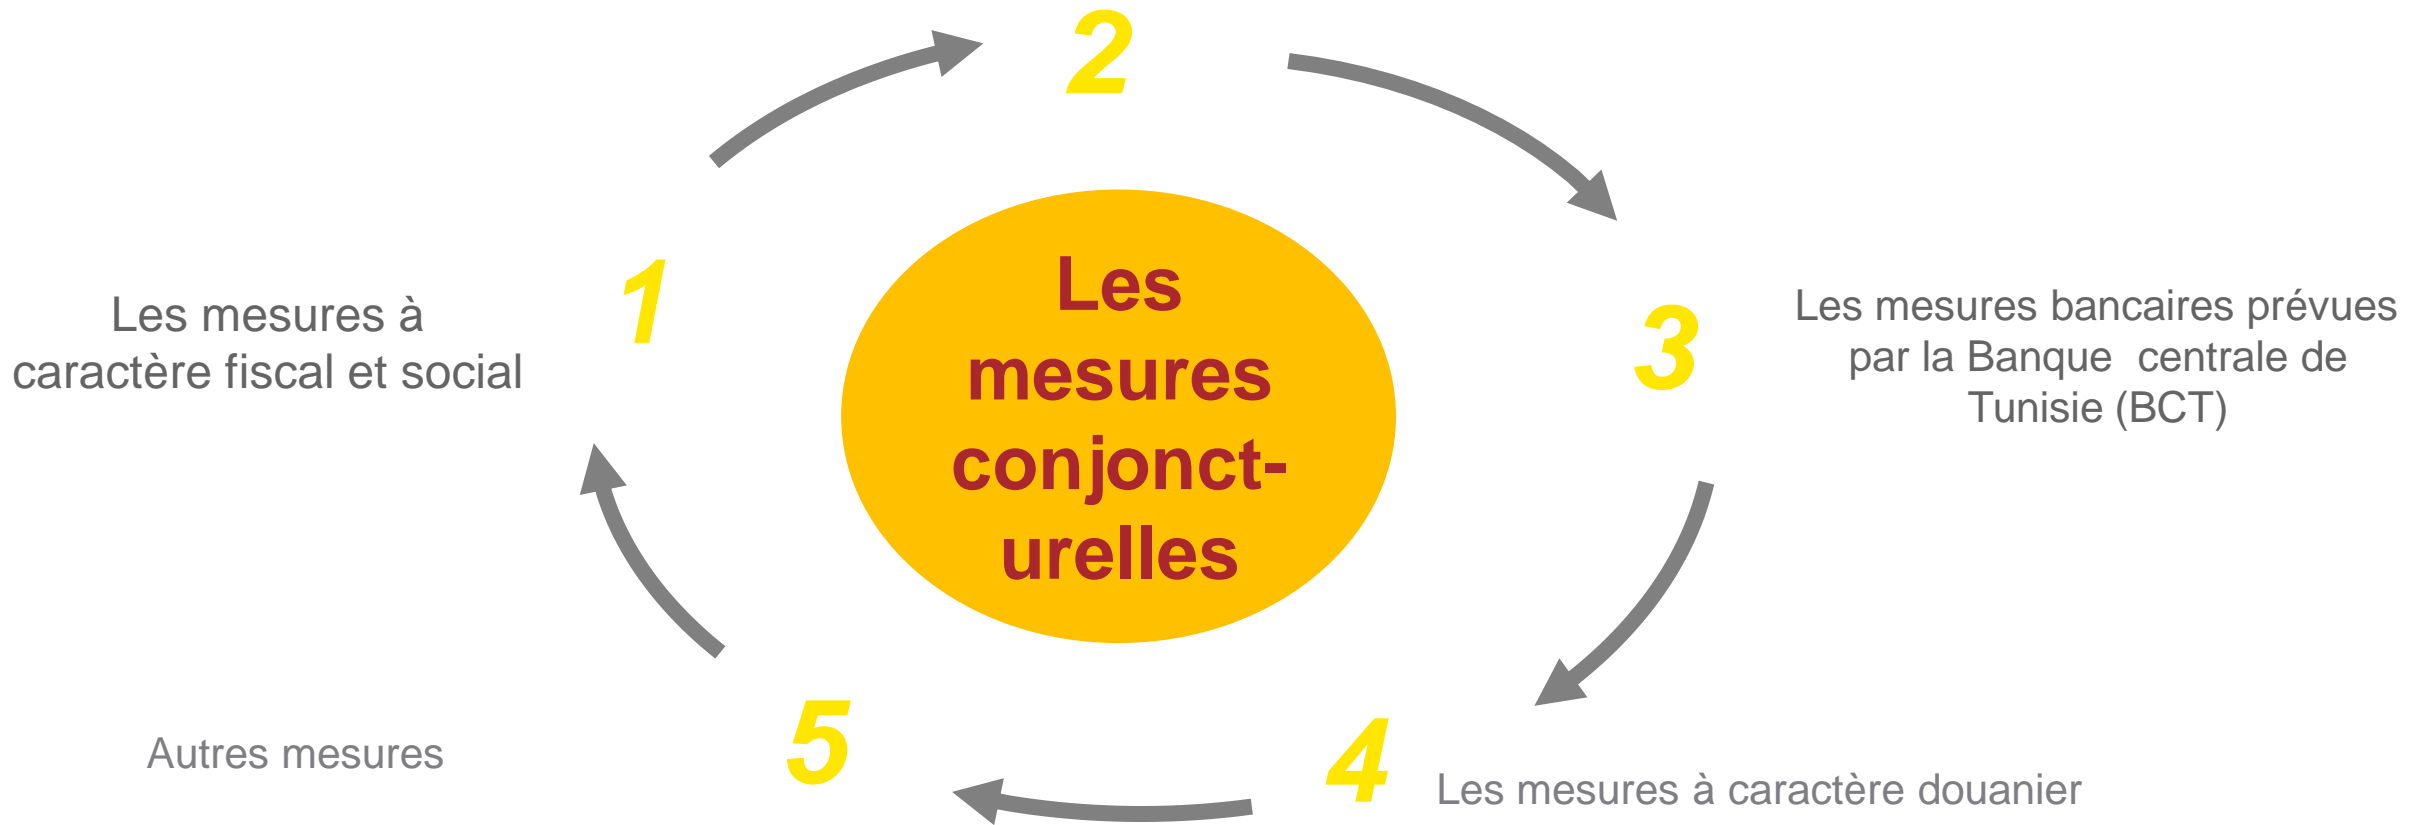 2
1
Les mesures à
caractère fiscal et social
Les
mesures
conjonct-
urelles
3
Les mesures bancaires prévues
par la Banque centrale de
Tunisie (BCT)
5
Autres mesures
4
Les mesures à caractère douanier